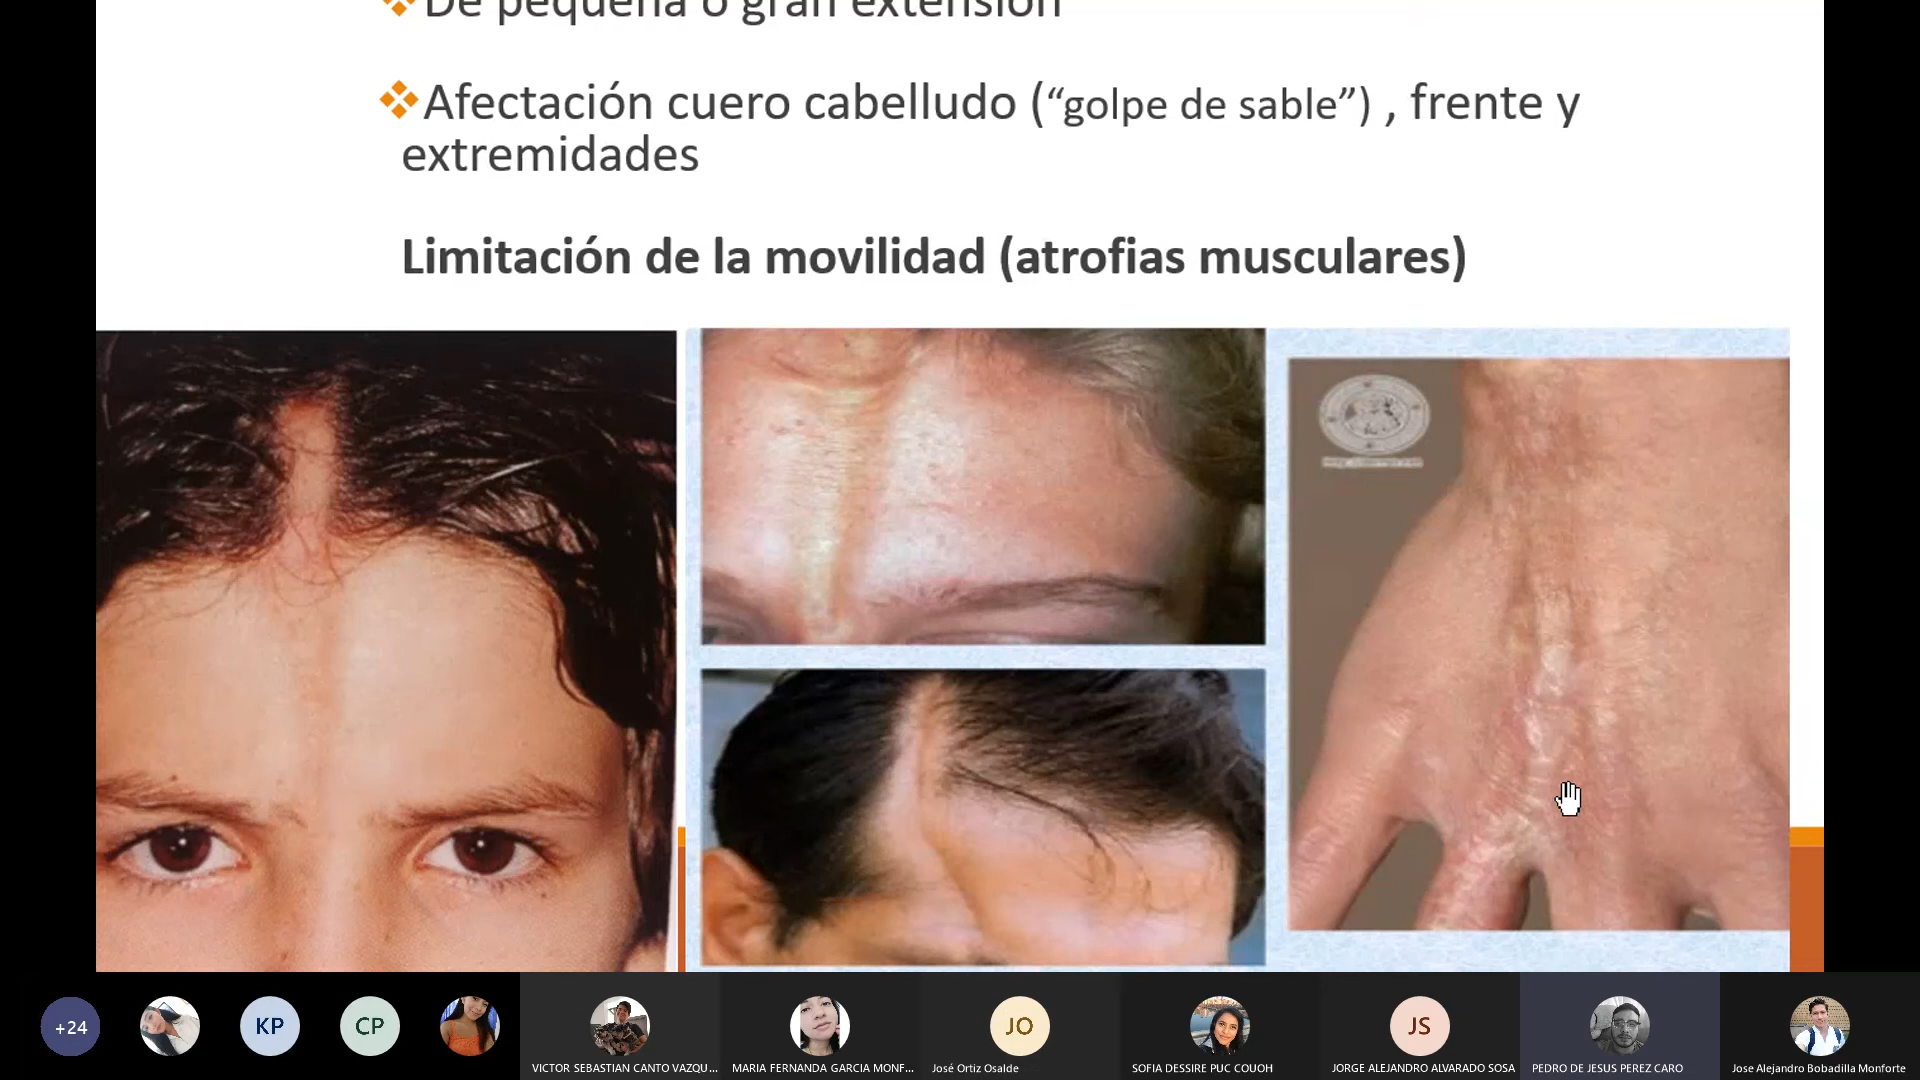 De pequeña o gran extensión
Afectación cuero cabelludo (“golpe de sable”) , frente y
extremidades
Limitación de la movilidad (atrofias musculares)
+24
KP
CP
JO
JS
VICTOR SEBASTIAN CANTO VAZQU...
MARIA FERNANDA GARCIA MONF...
José Ortiz Osalde
SOFIA DESSIRE PUC COUOH
JORGE ALEJANDRO ALVARADO SOSA
PEDRO DE JESUS PEREZ CARO
Jose Alejandro Bobadilla Monforte